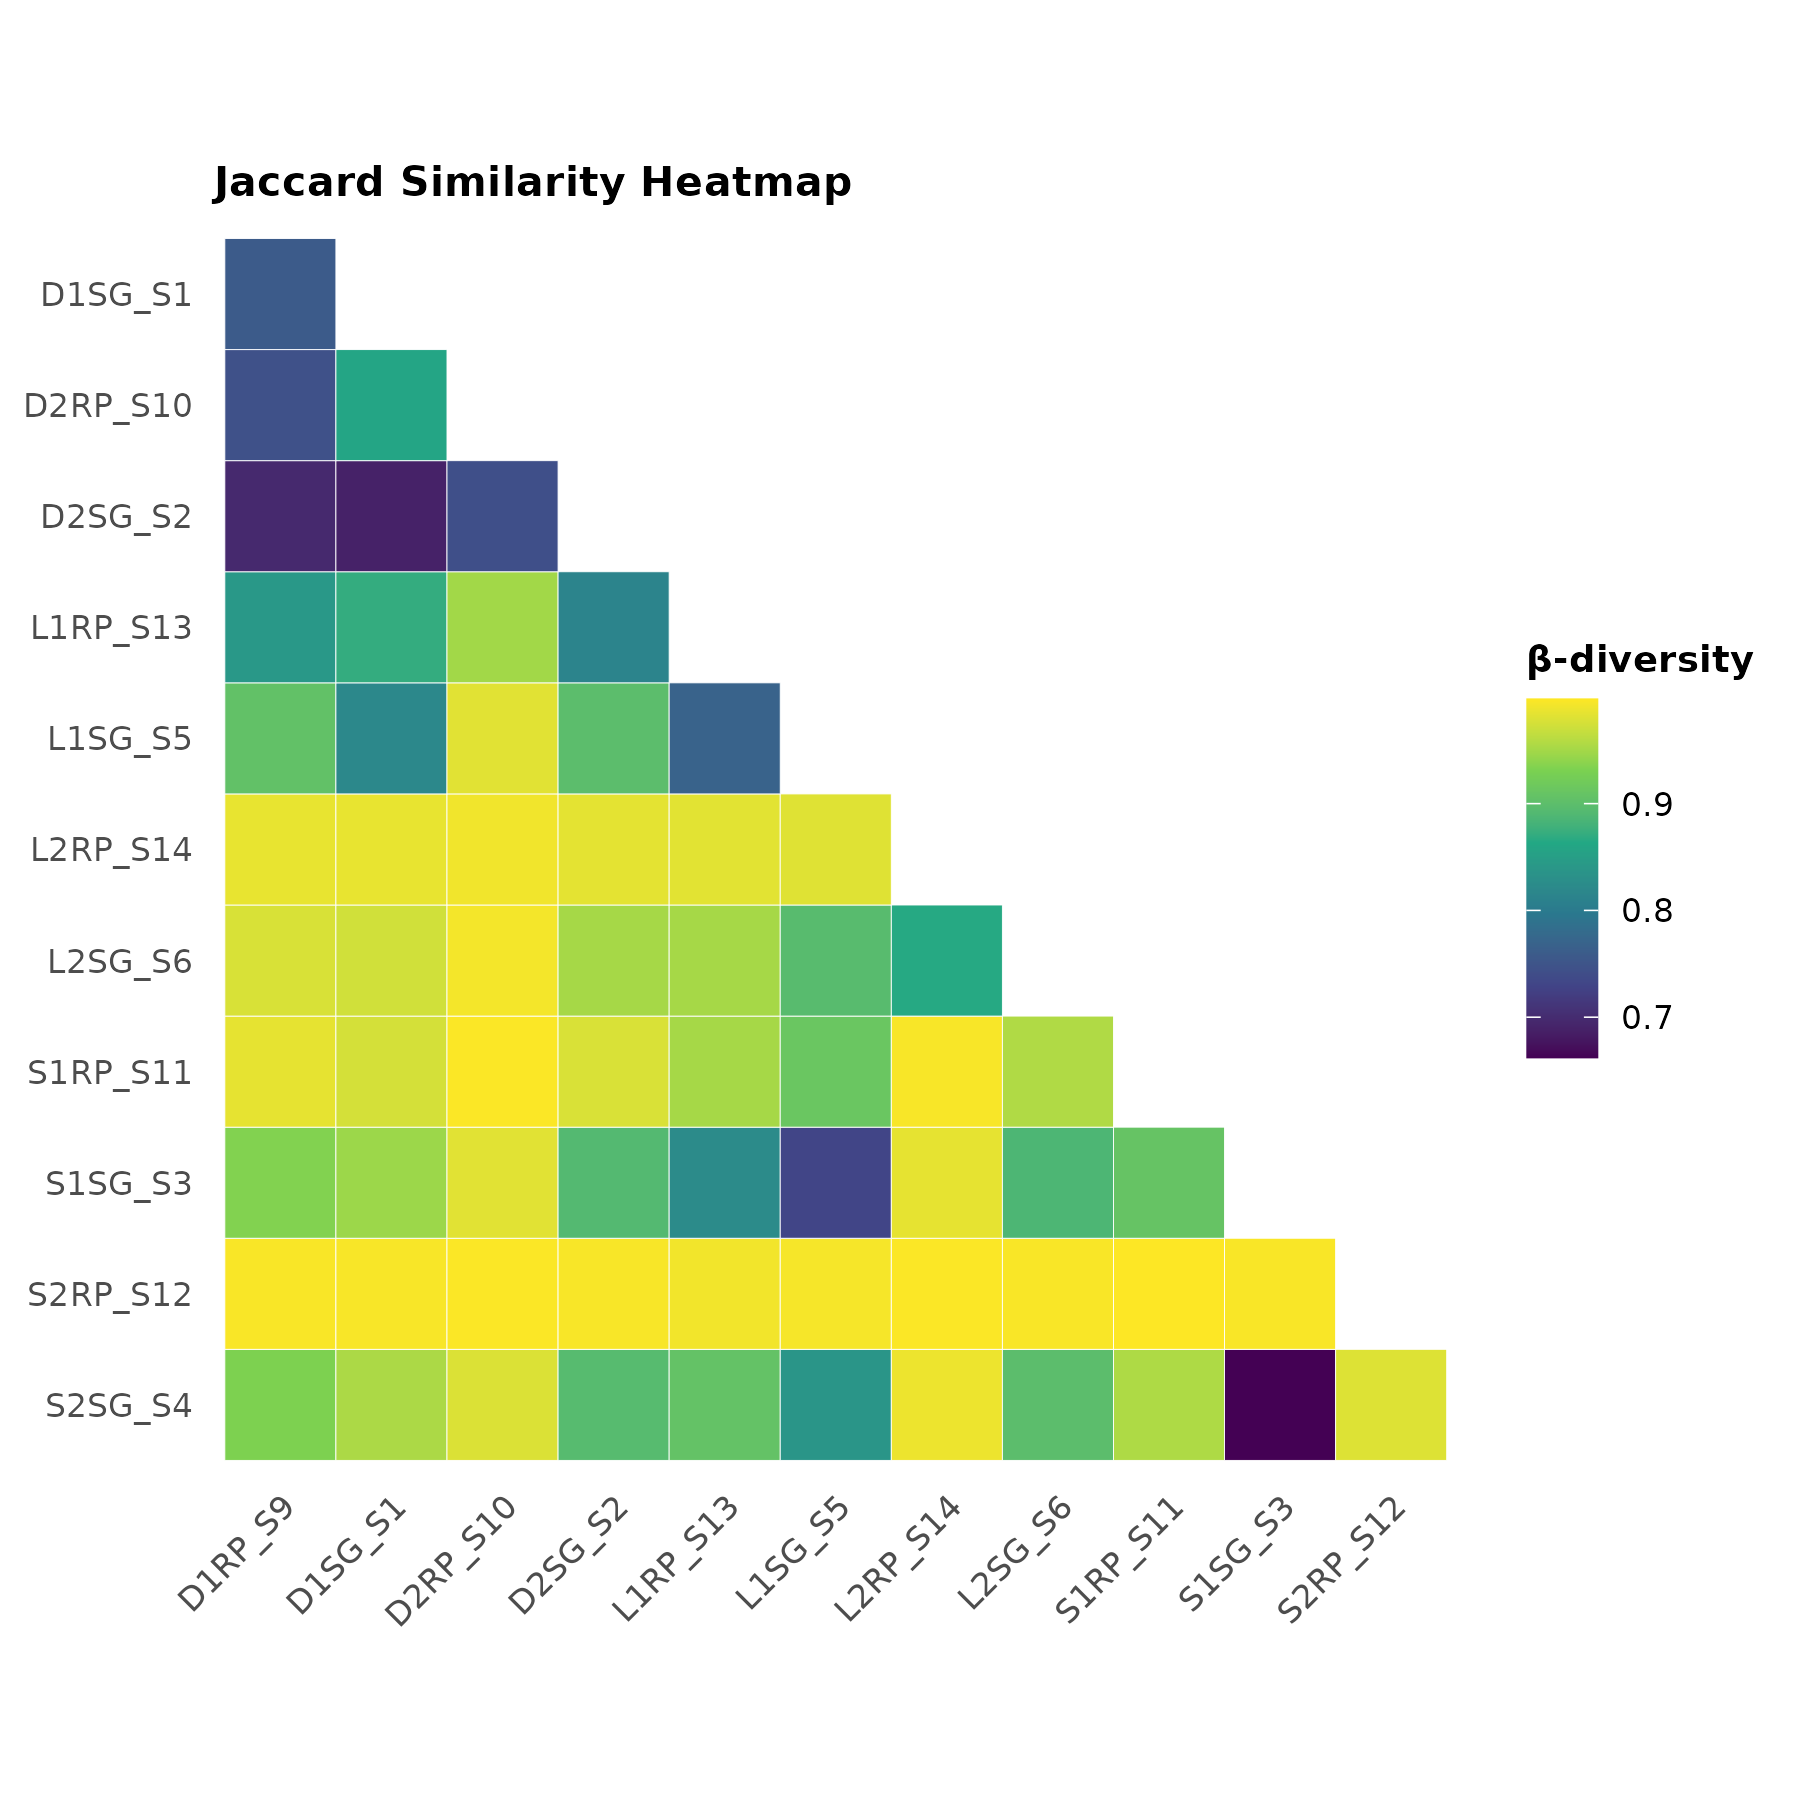 Jaccard Similarity Heatmap
D1SG_S1
D2RP_S10
D2SG_S2
L1RP_S13
L1SG_S5
L2RP_S14
L2SG_S6
S1RP_S11
S1SG_S3
S2RP_S12
S2SG_S4
D1RP_S9
D1SG_S1
D2RP_S10
D2SG_S2
L1RP_S13
L1SG_S5
L2RP_S14
L2SG_S6
S1RP_S11
S1SG_S3
S2RP_S12
β-diversity
0.9
0.8
0.7